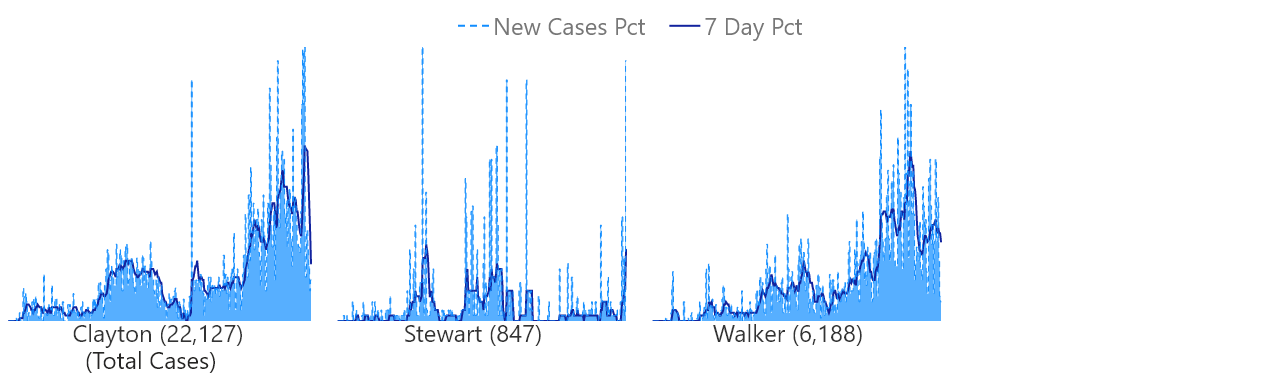 New Cases Pct 7 Day Pct
Clayton (22,127) Stewart (847) Walker (6,188)
(Total Cases)